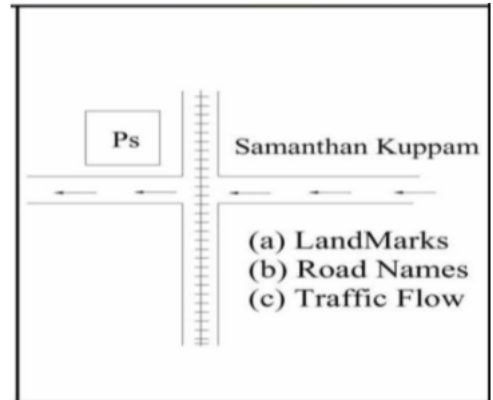 Ps
Samanthan Kuppam
(a) LandMarks
(b) Road Names
(c) Traffic Flow